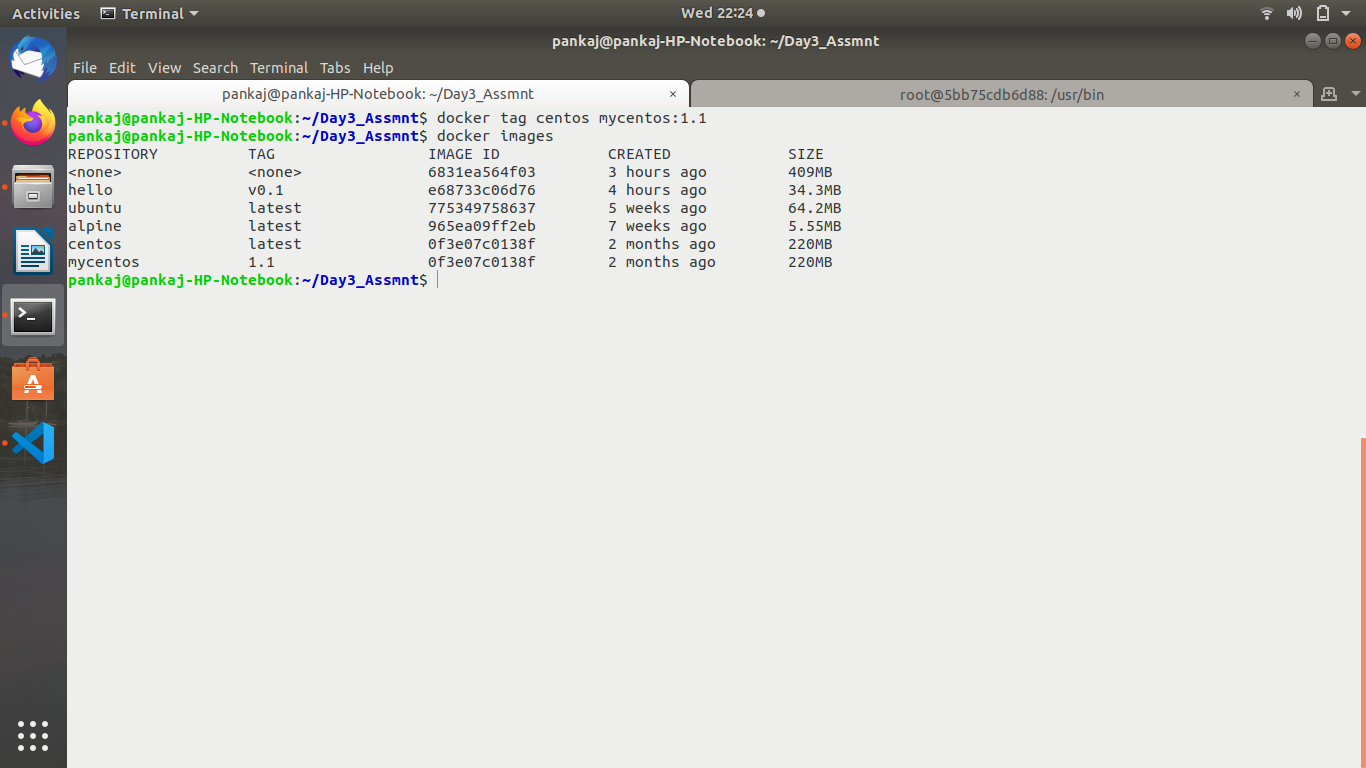 Activities Terminal Wed 22:24
pankaj@pankaj-HP-Notebook: ~/Day3_Assmnt
File Edit View Search Terminal Tabs Help
pankaj@pankaj-HP-Notebook: ~/Day3_Assmnt × root@5bb75cdb6d88: /usr/bin ×
pankaj@pankaj-HP-Notebook:~/Day3_Assmnt$ docker tag centos mycentos:1.1
pankaj@pankaj-HP-Notebook:~/Day3_Assmnt$ docker images
REPOSITORY          TAG                 IMAGE ID            CREATED             SIZE
<none>              <none>              6831ea564f03        3 hours ago         409MB
hello               v0.1                e68733c06d76        4 hours ago         34.3MB
ubuntu              latest              775349758637        5 weeks ago         64.2MB
alpine              latest              965ea09ff2eb        7 weeks ago         5.55MB
centos              latest              0f3e07c0138f        2 months ago        220MB
mycentos            1.1                 0f3e07c0138f        2 months ago        220MB
pankaj@pankaj-HP-Notebook:~/Day3_Assmnt$